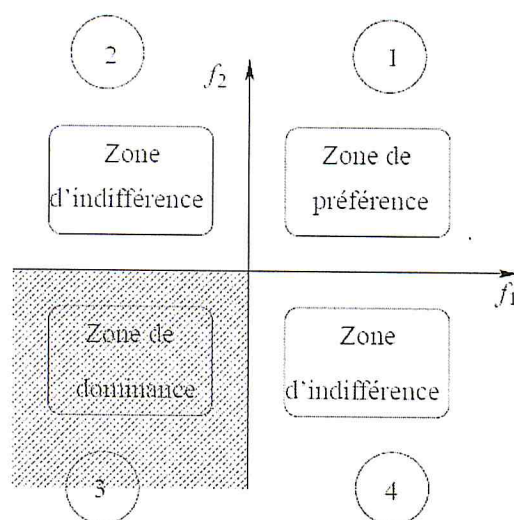 2
1
f₂
Zone
d'indifférence
Zone de
préférence
f₁
Zone de
dominance
Zone
d'indifférence
3
4